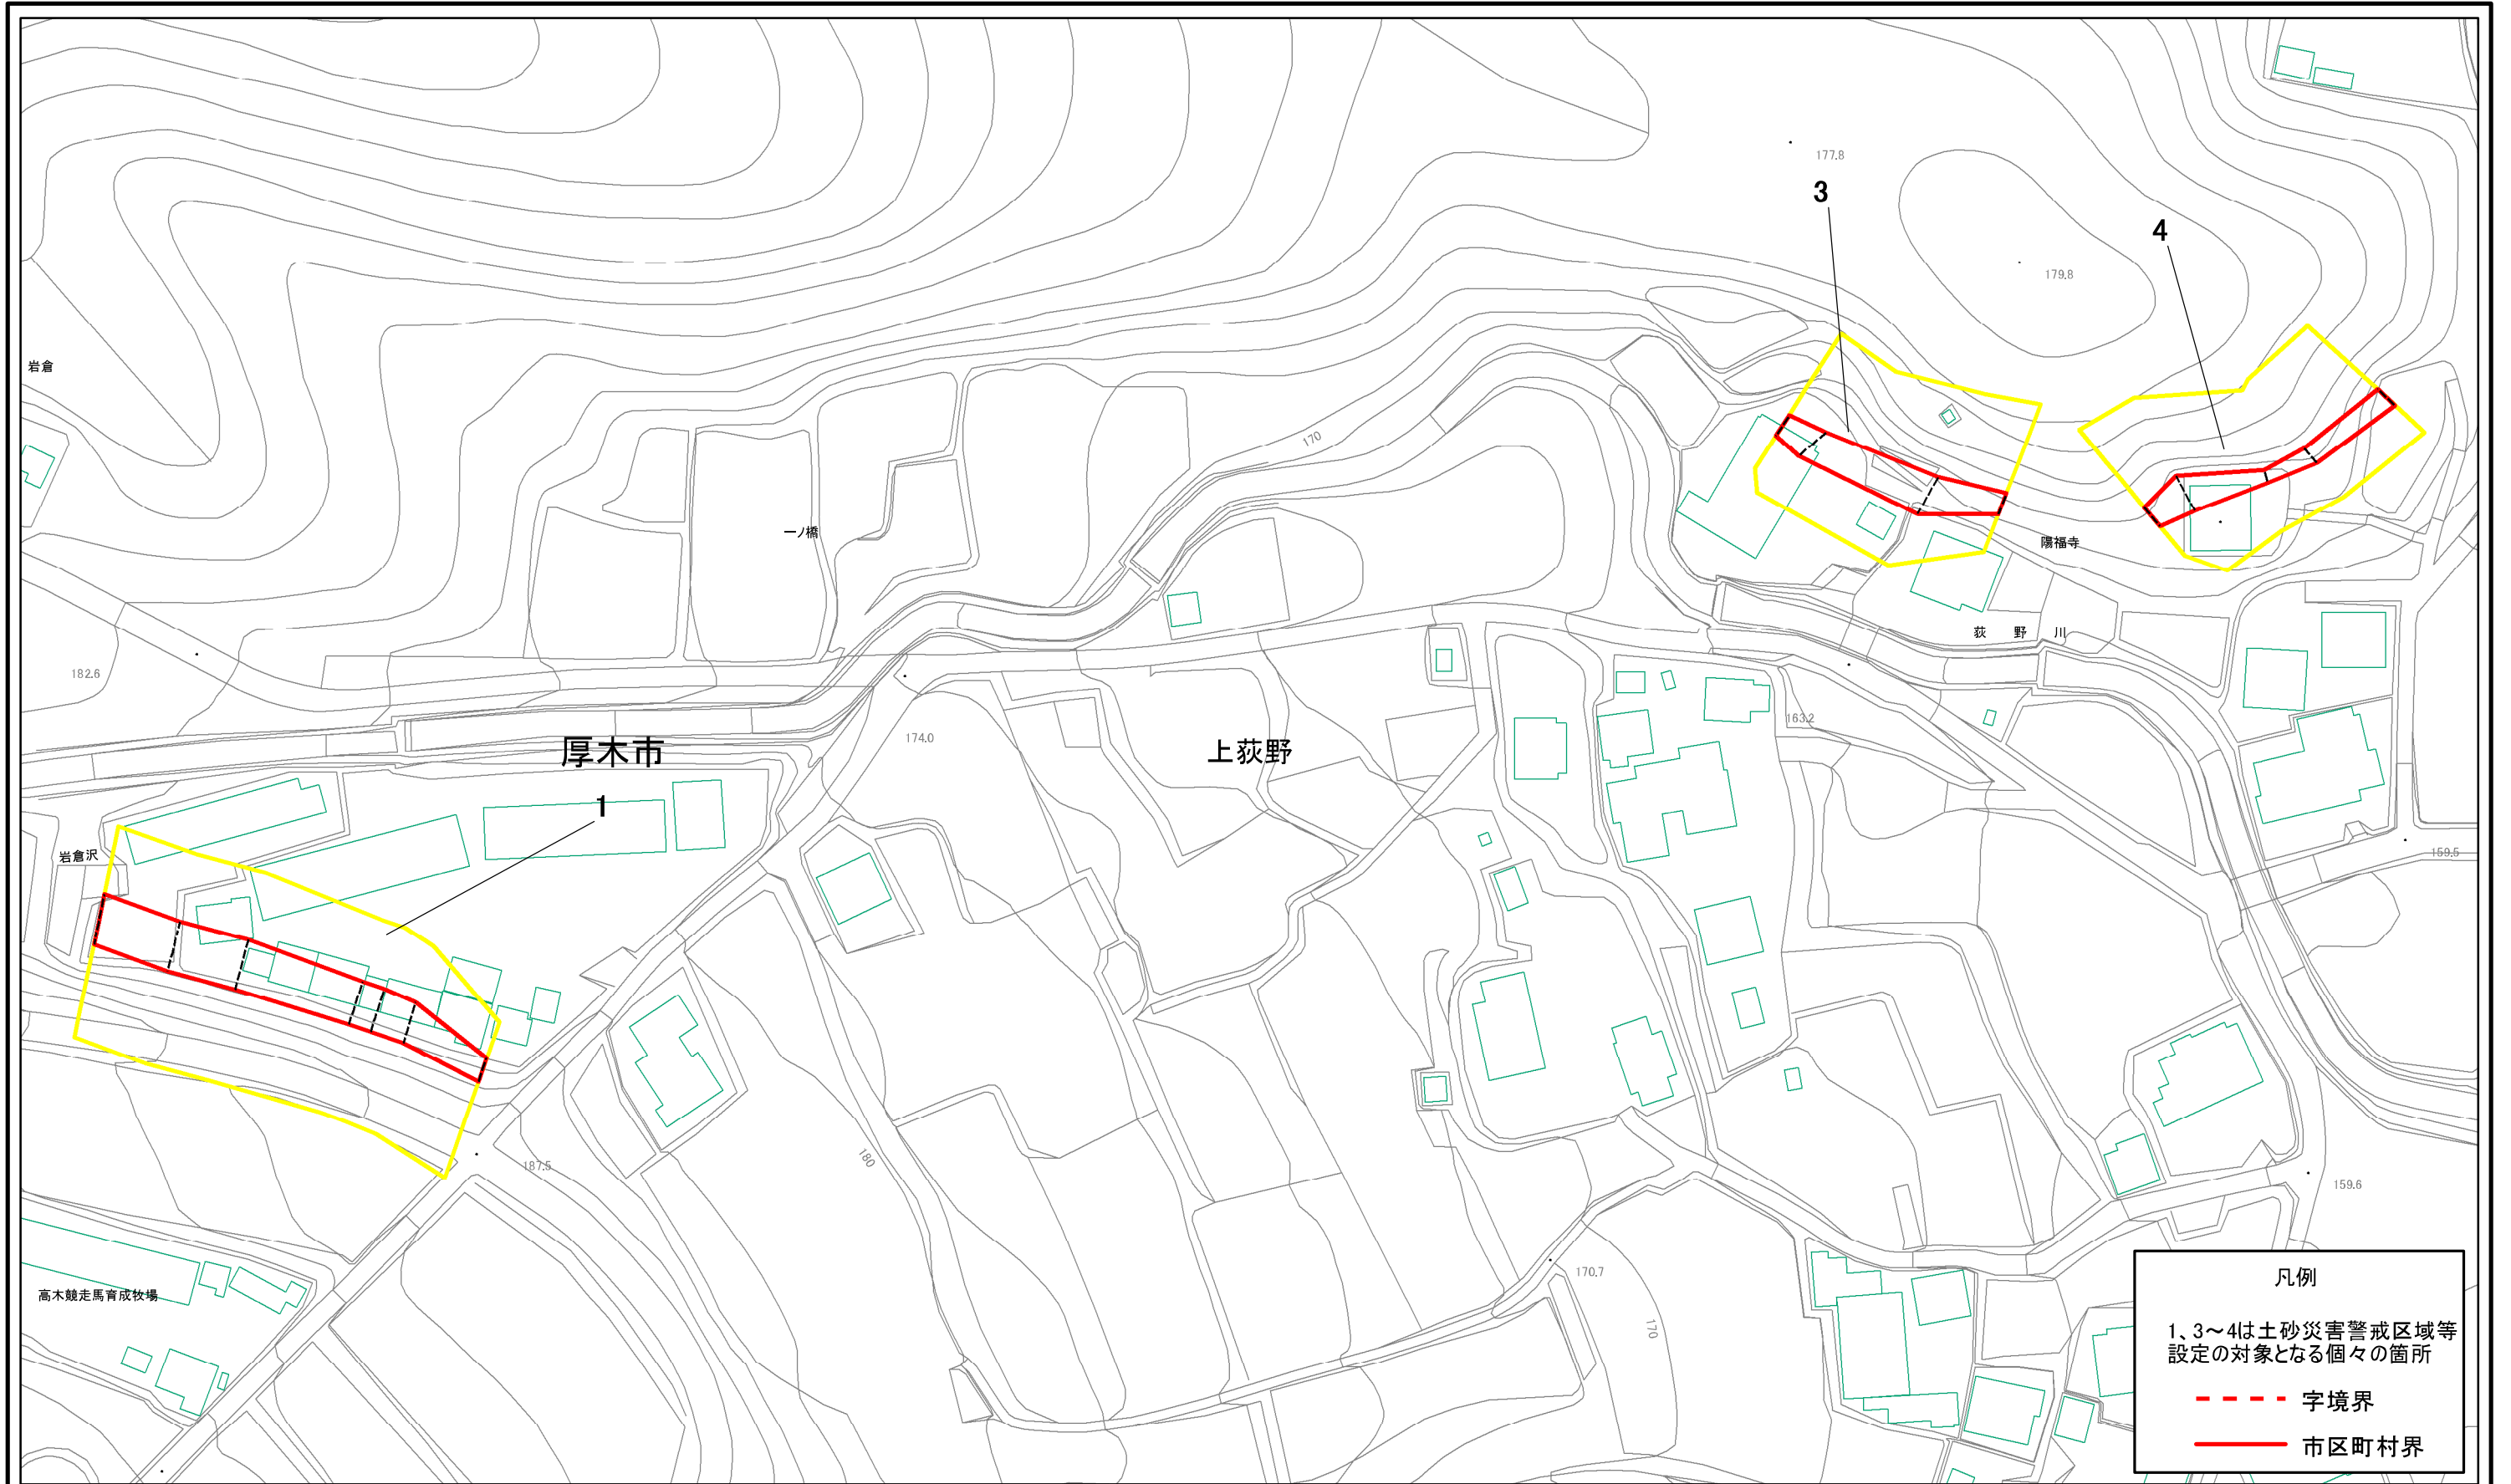 177.8
3
4
179.8
岩倉
170
一ノ橋
陽福寺
荻野川
182.6
163.2
174.0
厚木市
上荻野
1
岩倉沢
159.5
180
187.5
159.6
170.7
170
高木競走馬育成牧場
凡例
1、3～4は土砂災害警戒区域等
設定の対象となる個々の箇所
字境界
市区町村界